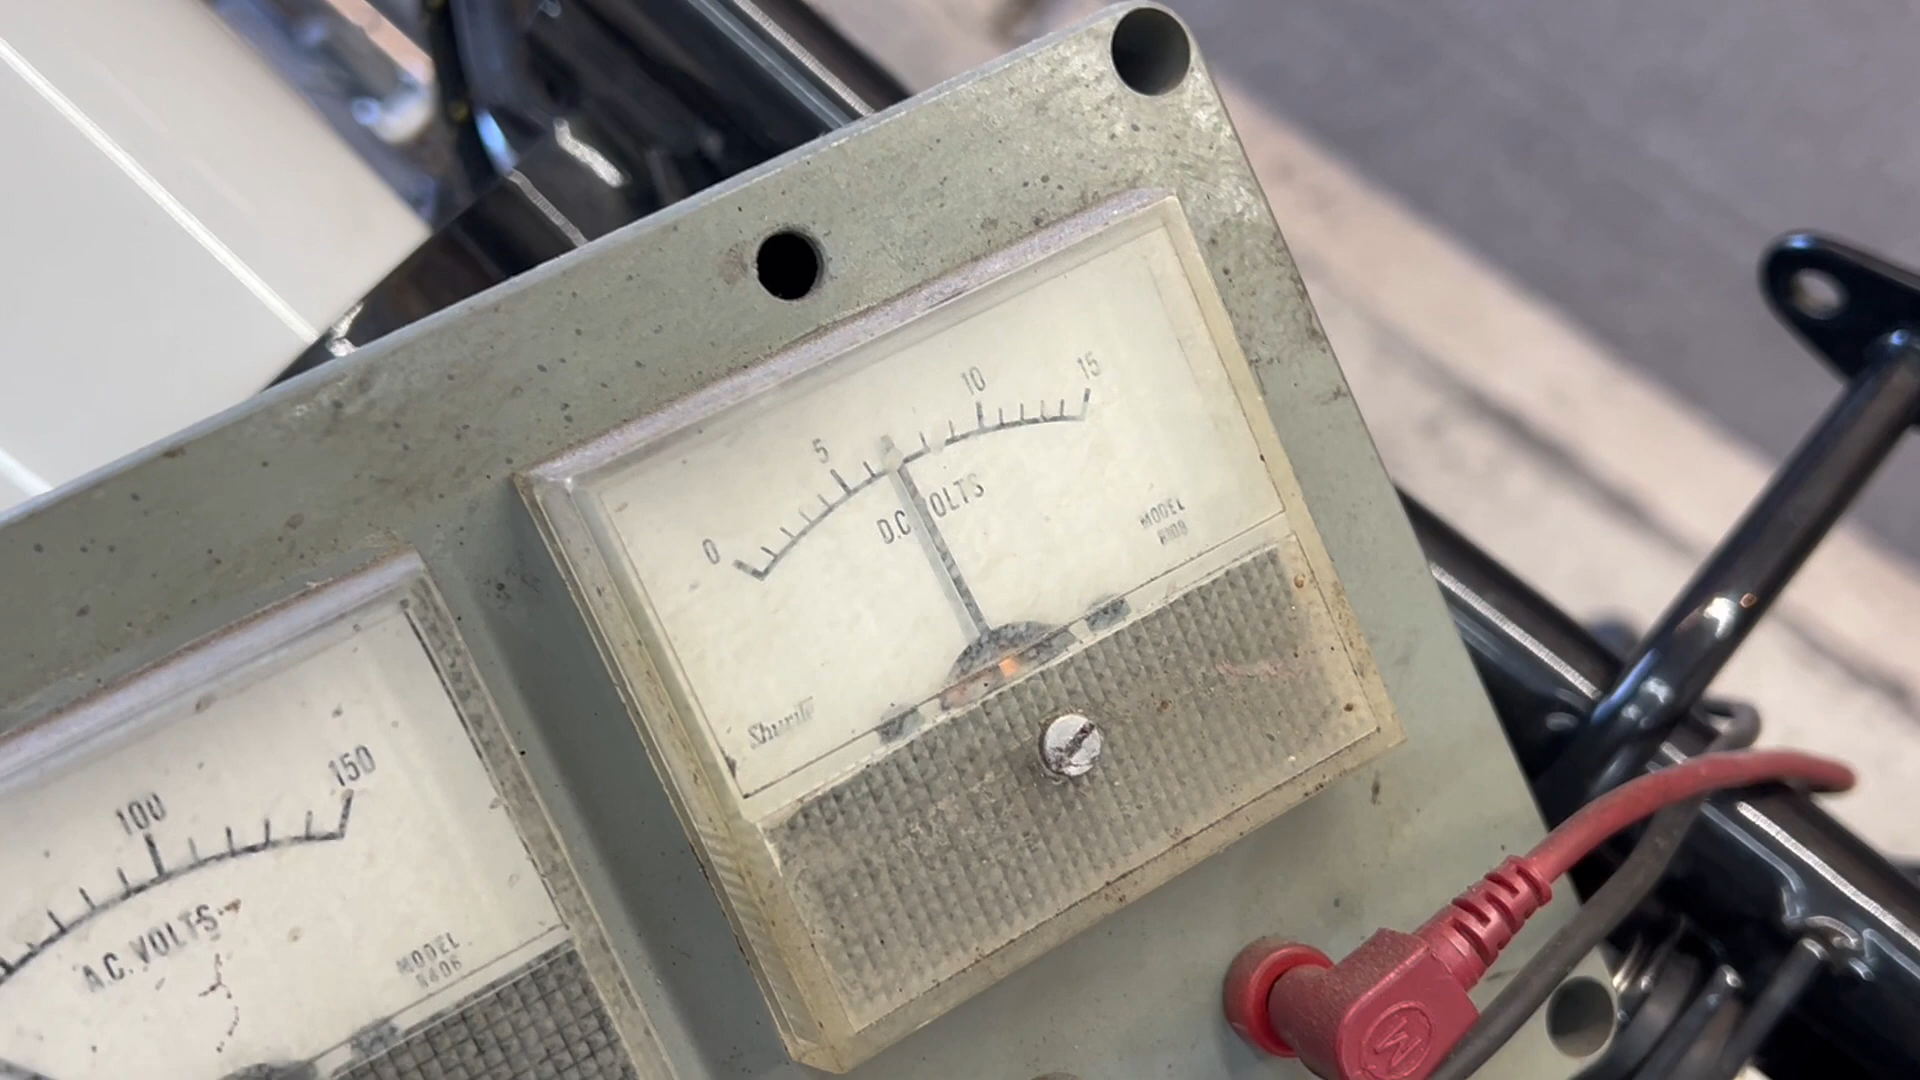 0 5 10 15
D.C. VOLTS
MODEL
Shurite
100 150
A.C. VOLTS
MODEL
M